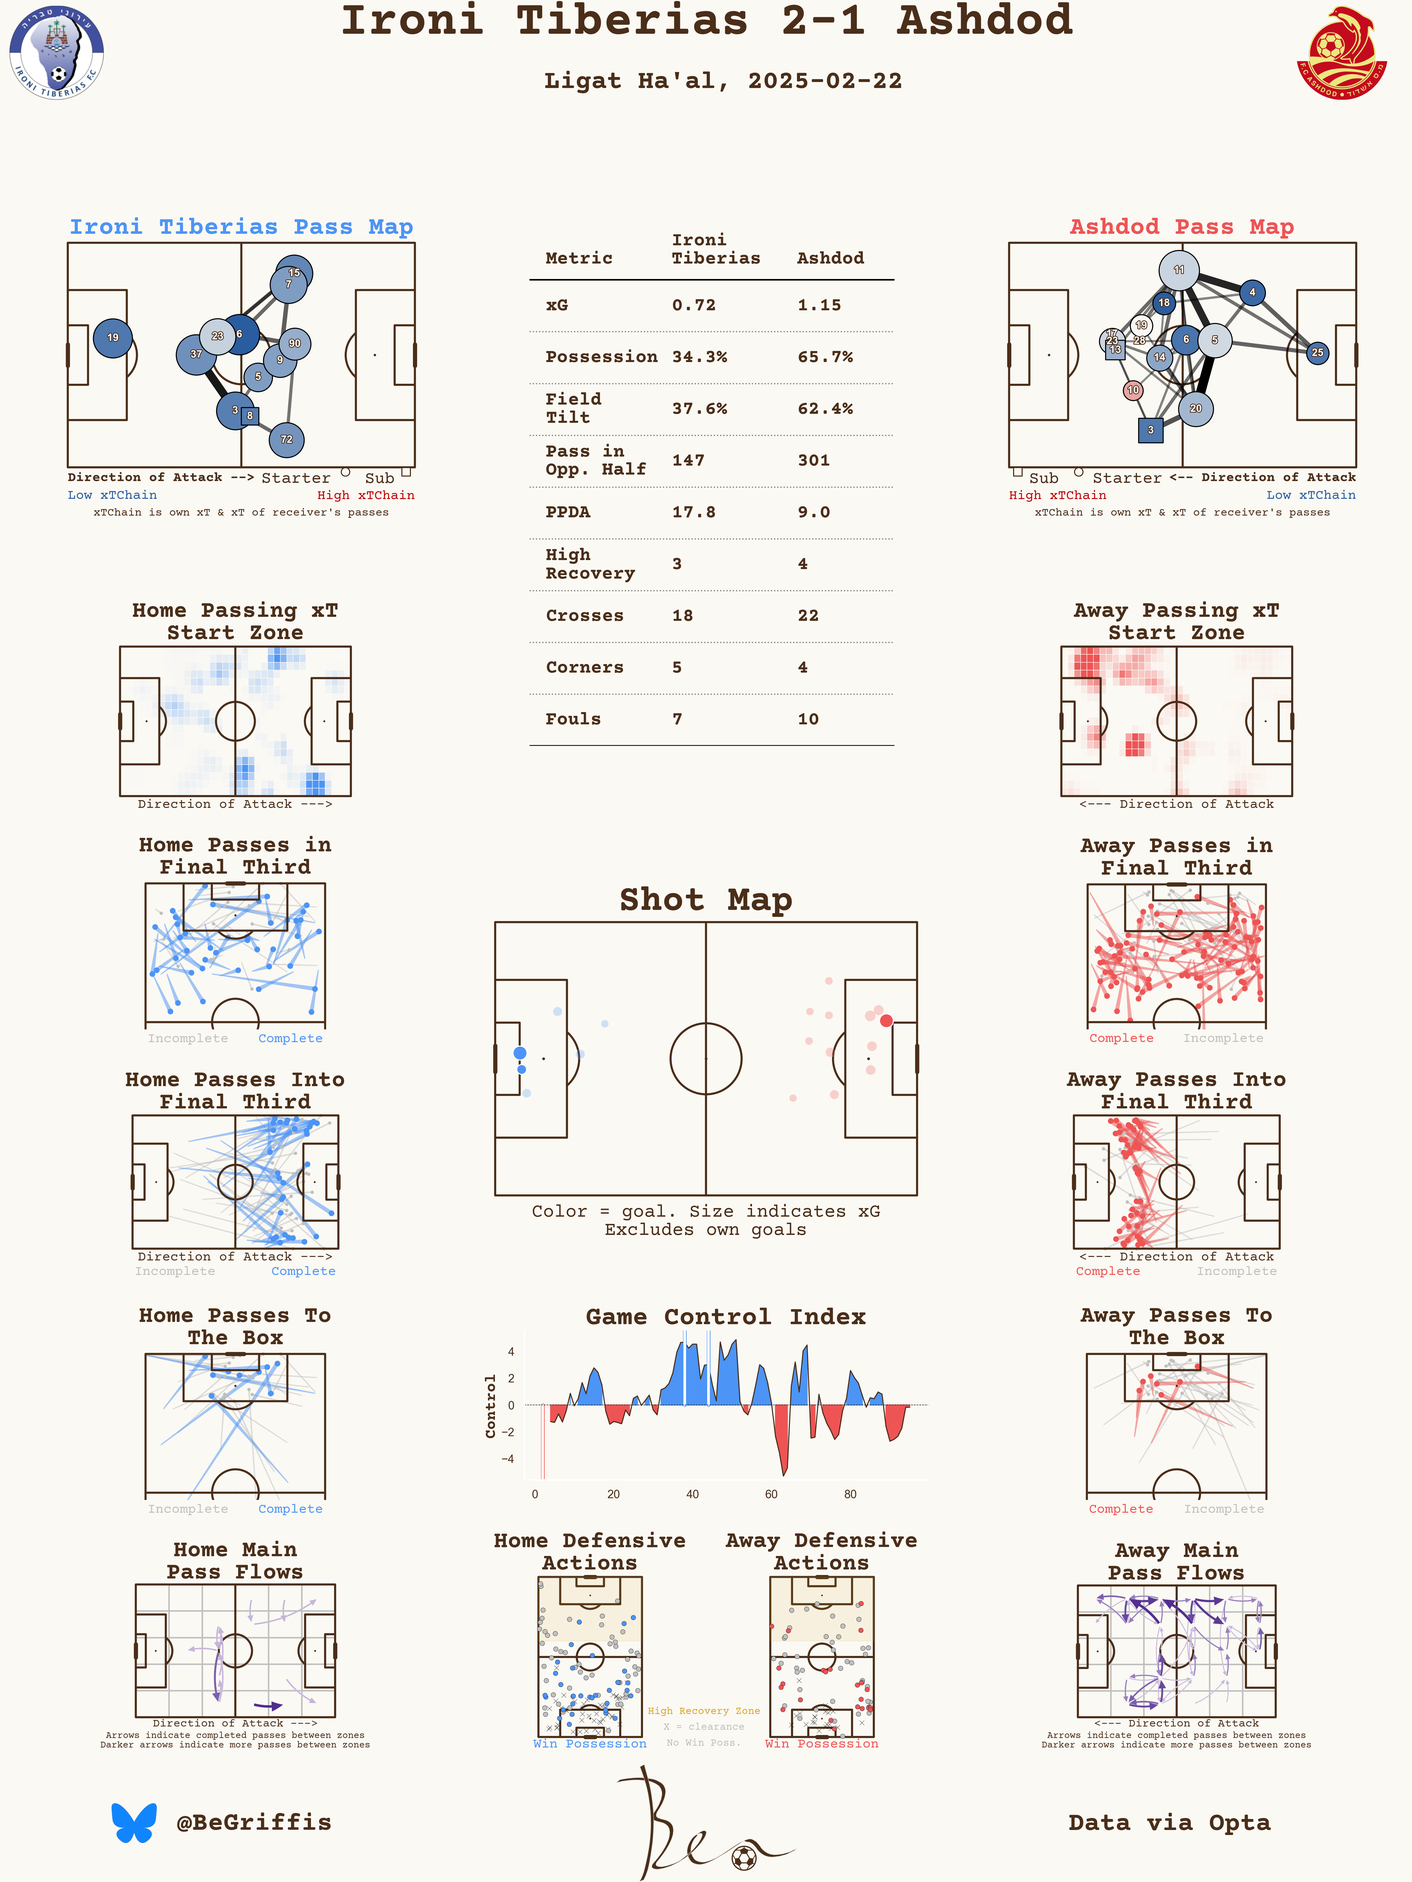 Ironi Tiberias 2-1 Ashdod
Ligat Ha'al, 2025-02-22
עירוני טבריה
IRONI TIBERIAS F.C
F.C ASHDOD מ.ס אשדוד
Ironi Tiberias Pass Map
15
7
19
23
6
90
37
9
5
3
8
72
Direction of Attack --> Starter Sub
Low xTChain High xTChain
xTChain is own xT & xT of receiver's passes
Metric Ironi Tiberias Ashdod
xG 0.72 1.15
Possession 34.3% 65.7%
Field Tilt 37.6% 62.4%
Pass in Opp. Half 147 301
PPDA 17.8 9.0
High Recovery 3 4
Crosses 18 22
Corners 5 4
Fouls 7 10
Ashdod Pass Map
11
4
18
19
17
23
28
6
5
13
14
25
10
20
3
Sub Starter <-- Direction of Attack
High xTChain Low xTChain
xTChain is own xT & xT of receiver's passes
Home Passing xT
Start Zone
Direction of Attack --->
Away Passing xT
Start Zone
<--- Direction of Attack
Home Passes in
Final Third
Incomplete Complete
Away Passes in
Final Third
Complete Incomplete
Shot Map
Color = goal. Size indicates xG
Excludes own goals
Home Passes Into
Final Third
Direction of Attack --->
Incomplete Complete
Away Passes Into
Final Third
<--- Direction of Attack
Complete Incomplete
Home Passes To
The Box
Incomplete Complete
Game Control Index
Control
4
2
0
−2
−4
0 20 40 60 80
Away Passes To
The Box
Complete Incomplete
Home Main
Pass Flows
Direction of Attack --->
Arrows indicate completed passes between zones
Darker arrows indicate more passes between zones
Home Defensive
Actions
Win Possession
Away Defensive
Actions
Win Possession
High Recovery Zone
X = clearance
No Win Poss.
Away Main
Pass Flows
<--- Direction of Attack
Arrows indicate completed passes between zones
Darker arrows indicate more passes between zones
@BeGriffis
Ben
Data via Opta